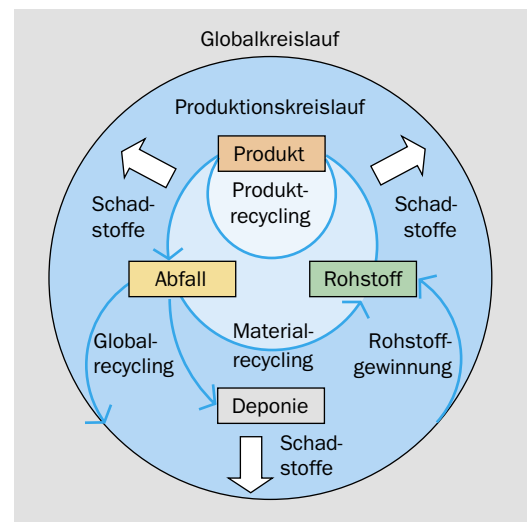 Globalkreislauf
Produktionskreislauf
Produkt
Produkt-
recycling
Schad-
stoffe
Schad-
stoffe
Abfall
Rohstoff
Global-
recycling
Material-
recycling
Rohstoff-
gewinnung
Deponie
Schad-
stoffe